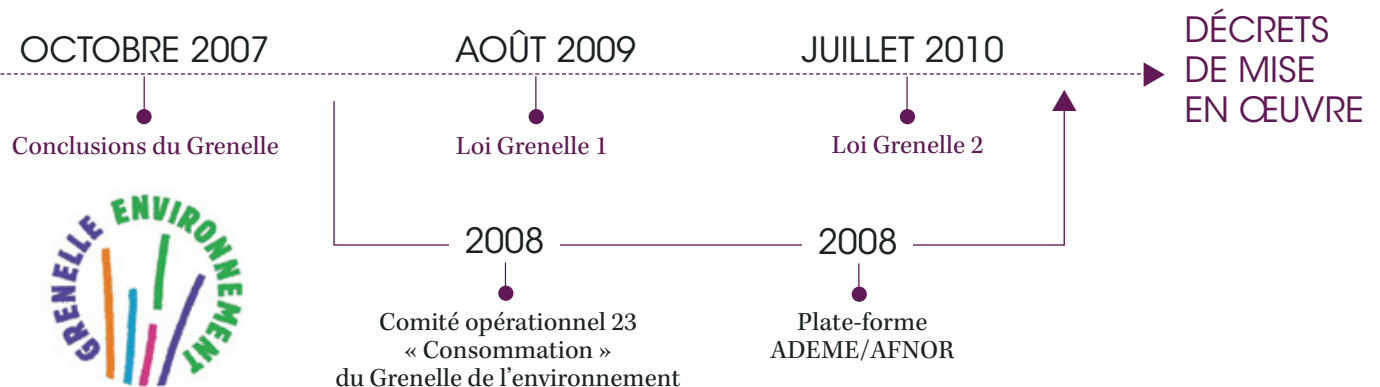 OCTOBRE 2007
AOÛT 2009
JUILLET 2010
DÉCRETS
DE MISE
EN ŒUVRE
Conclusions du Grenelle
Loi Grenelle 1
Loi Grenelle 2
GRENELLE ENVIRONNEMENT
2008
2008
Comité opérationnel 23
« Consommation »
du Grenelle de l’environnement
Plate-forme
ADEME/AFNOR